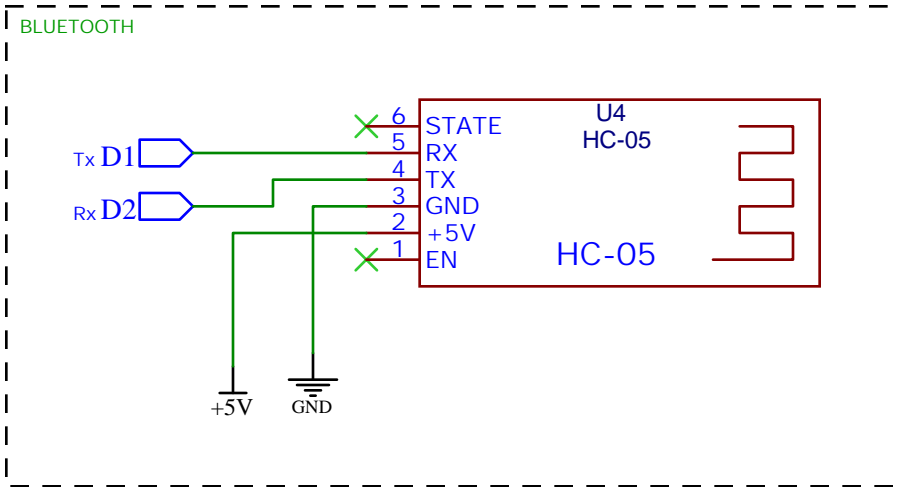 BLUETOOTH
U4
HC-05
6 STATE
Tx D1 5 RX
4 TX
Rx D2 3 GND
2 +5V
1 EN
HC-05
+5V
GND